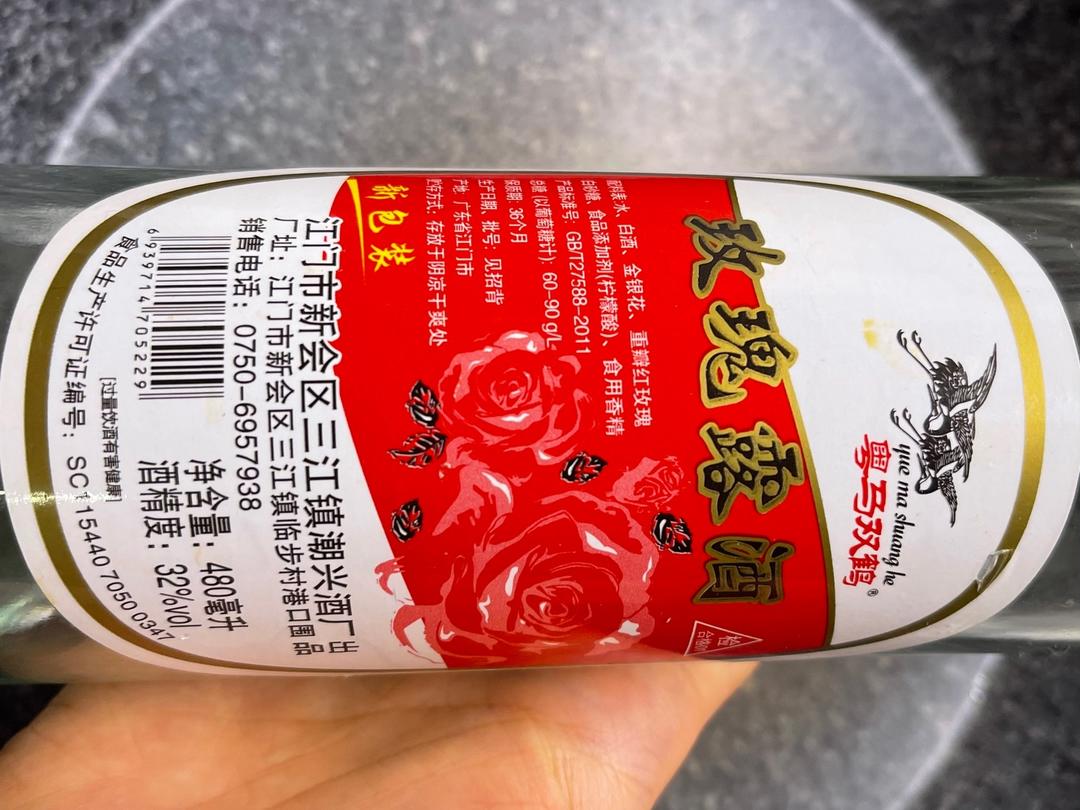 yue ma shuang he
粤马双鹤®
玫瑰露酒
配料表:水、白酒、金银花、重瓣红玫瑰
白砂糖、食品添加剂(柠檬酸)、食用香精
产品标准号:GB/T27588-2011
总糖(以葡萄糖计):60-90 g/L
保质期:36个月
生产日期、批号:见招背
产地:广东省江门市
贮存方式:存放于阴凉干爽处
新包装
江门市新会区三江镇潮兴酒厂 出品
厂址:江门市新会区三江镇临步村港口围
销售电话:0750-6957938
净含量:480毫升
酒精度:32%vol
6 939714 705229
[过量饮酒有害健康]
食品生产许可证编号:SC115440 7050 0347